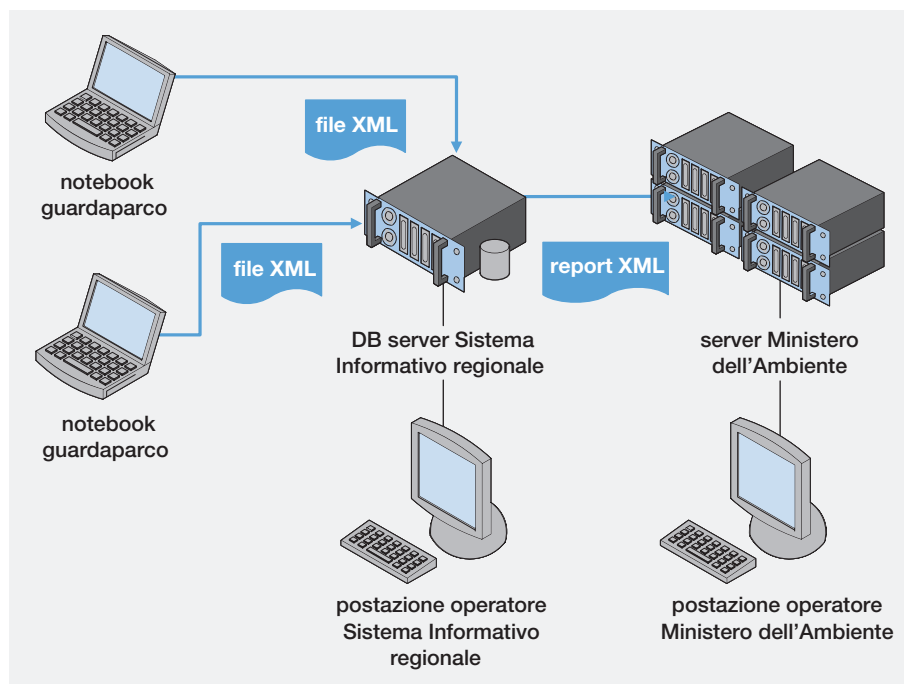 file XML
notebook
guardaparco
file XML
report XML
DB server Sistema
Informativo regionale
server Ministero
dell'Ambiente
notebook
guardaparco
postazione operatore
Sistema Informativo
regionale
postazione operatore
Ministero dell'Ambiente